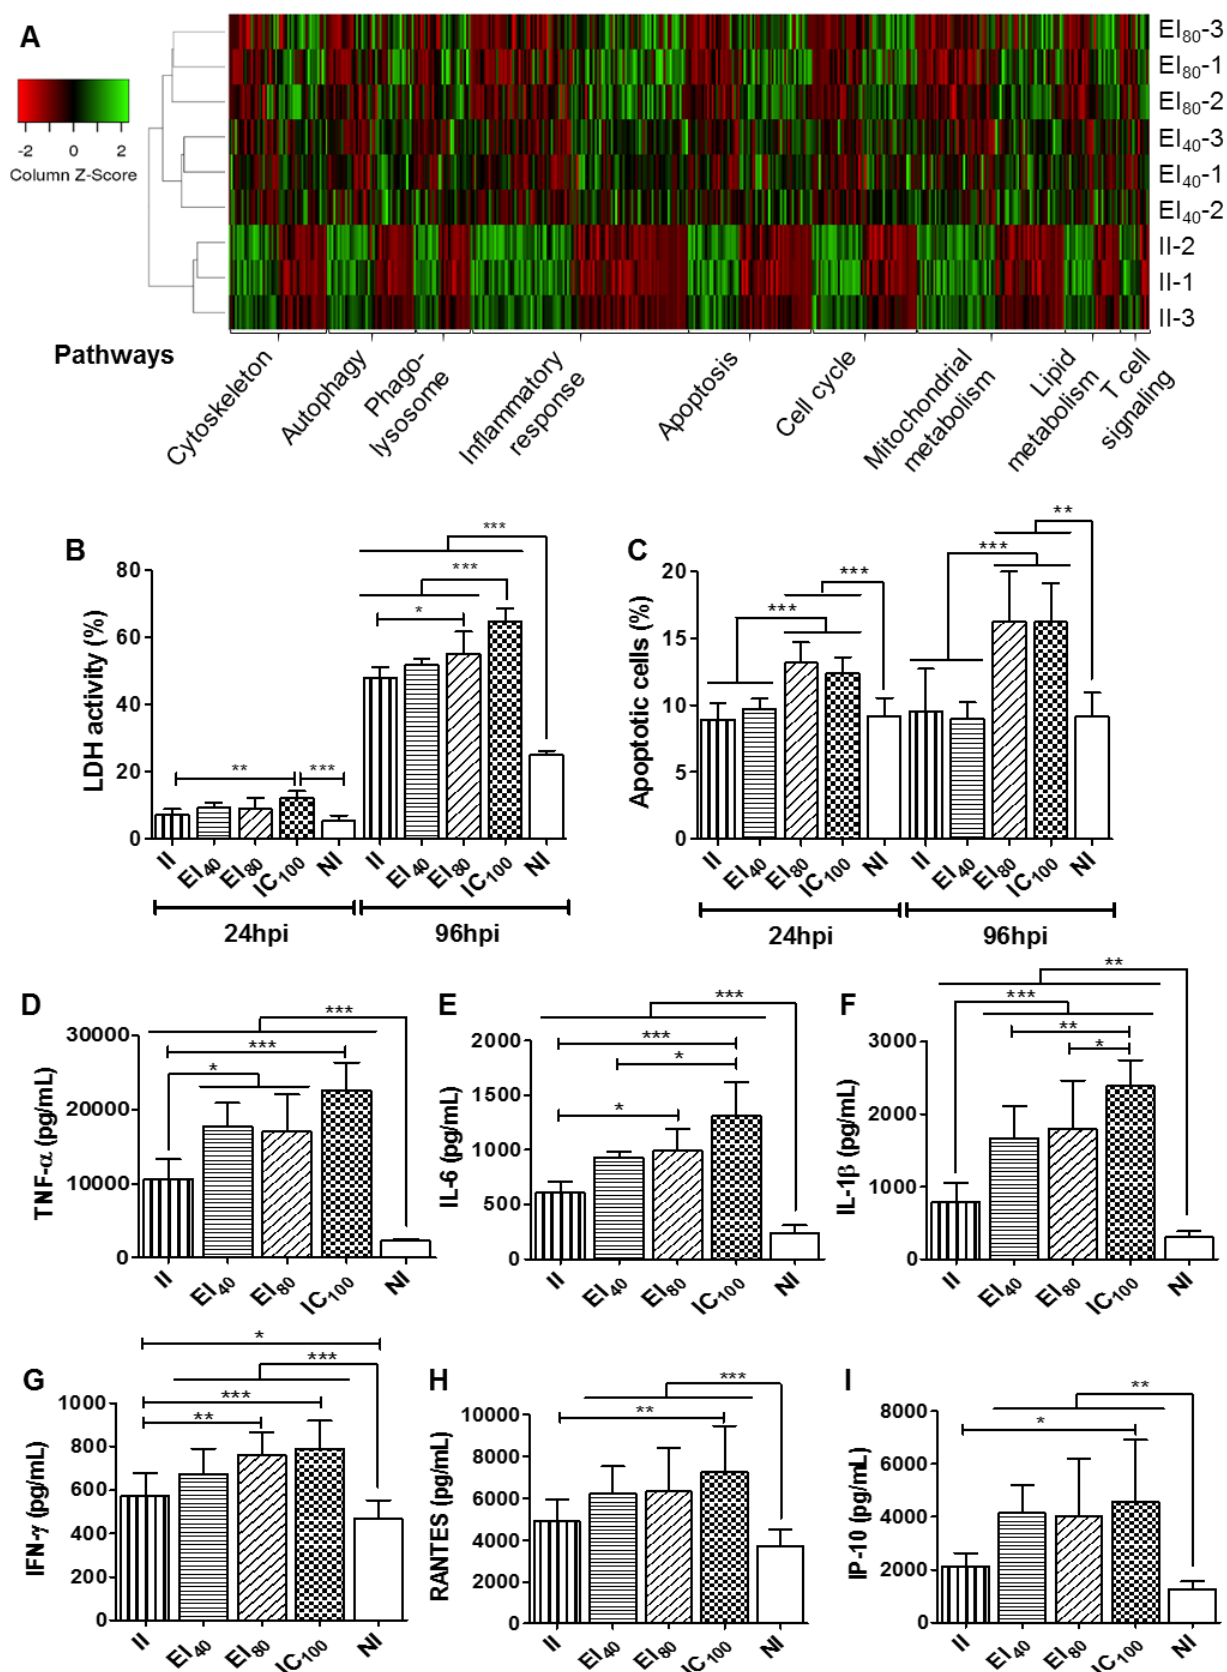 A
-2 0 2
Column Z-Score
EI80-3
EI80-1
EI80-2
EI40-3
EI40-1
EI40-2
II-2
II-1
II-3
Pathways
Cytoskeleton
Autophagy
Phago-
lysosome
Inflammatory
response
Apoptosis
Cell cycle
Mitochondrial
metabolism
Lipid
metabolism
T cell
signaling
B
LDH activity (%)
80
60
40
20
0
**
***
*
***
***
II EI40 EI80 IC100 NI II EI40 EI80 IC100 NI
24hpi 96hpi
C
Apoptotic cells (%)
20
15
10
5
0
***
***
***
**
II EI40 EI80 IC100 NI II EI40 EI80 IC100 NI
24hpi 96hpi
D
TNF-α (pg/mL)
30000
20000
10000
0
***
***
*
II EI40 EI80 IC100 NI
E
IL-6 (pg/mL)
2000
1500
1000
500
0
***
***
*
*
II EI40 EI80 IC100 NI
F
IL-1β (pg/mL)
3000
2000
1000
0
**
***
**
*
II EI40 EI80 IC100 NI
G
IFN-γ (pg/mL)
1000
800
600
400
200
0
*
***
***
**
II EI40 EI80 IC100 NI
H
RANTES (pg/mL)
10000
8000
6000
4000
2000
0
***
**
II EI40 EI80 IC100 NI
I
IP-10 (pg/mL)
8000
6000
4000
2000
0
**
*
II EI40 EI80 IC100 NI